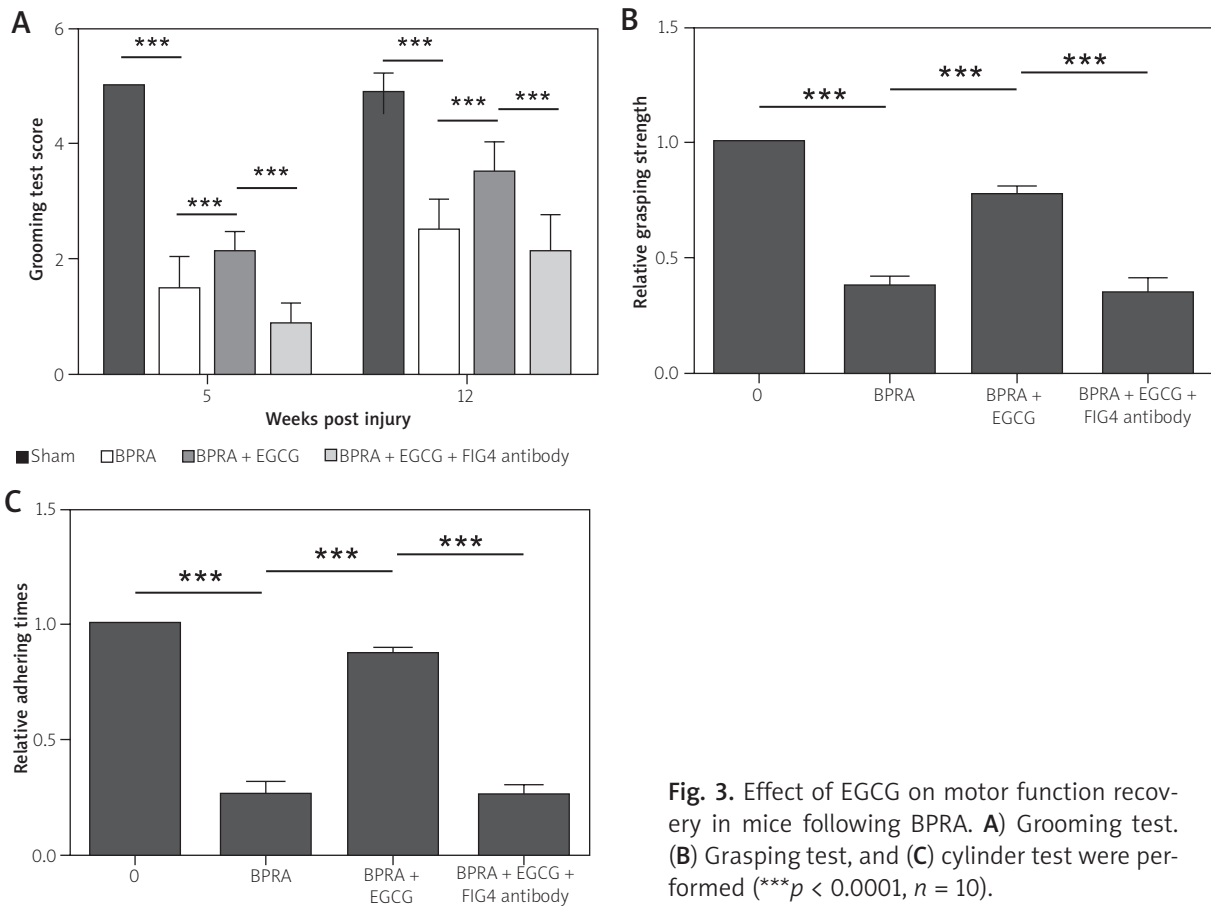 A
6
4
2
0
Grooming test score
***
***
***
***
***
***
5
12
Weeks post injury
Sham BPRA BPRA + EGCG BPRA + EGCG + FIG4 antibody
B
1.5
1.0
0.5
0.0
Relative grasping strength
***
***
***
0
BPRA
BPRA +
EGCG
BPRA + EGCG +
FIG4 antibody
C
1.5
1.0
0.5
0.0
Relative adhering times
***
***
***
0
BPRA
BPRA +
EGCG
BPRA + EGCG +
FIG4 antibody
Fig. 3. Effect of EGCG on motor function recov-
ery in mice following BPRA. A) Grooming test.
(B) Grasping test, and (C) cylinder test were per-
formed (***p < 0.0001, n = 10).